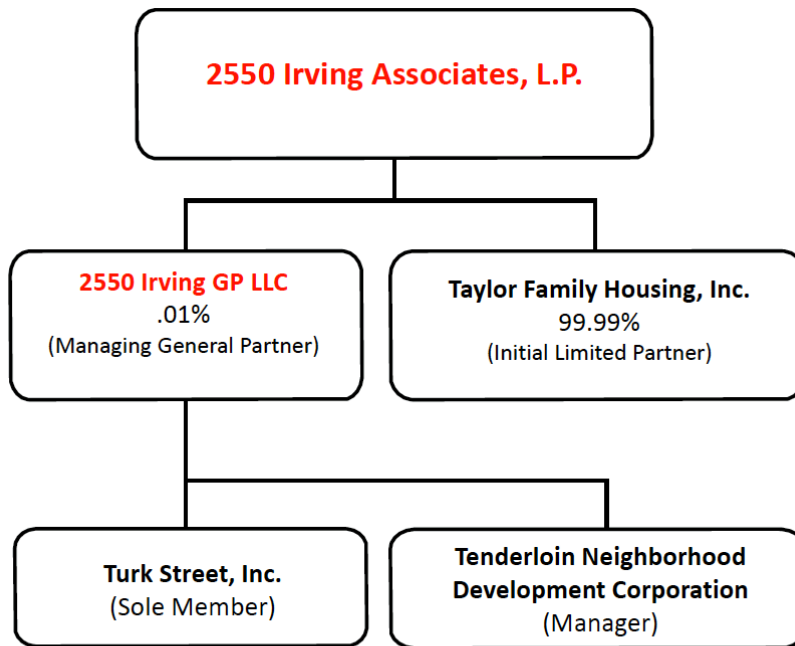 2550 Irving Associates, L.P.
2550 Irving GP LLC
.01%
(Managing General Partner)
Taylor Family Housing, Inc.
99.99%
(Initial Limited Partner)
Turk Street, Inc.
(Sole Member)
Tenderloin Neighborhood
Development Corporation
(Manager)